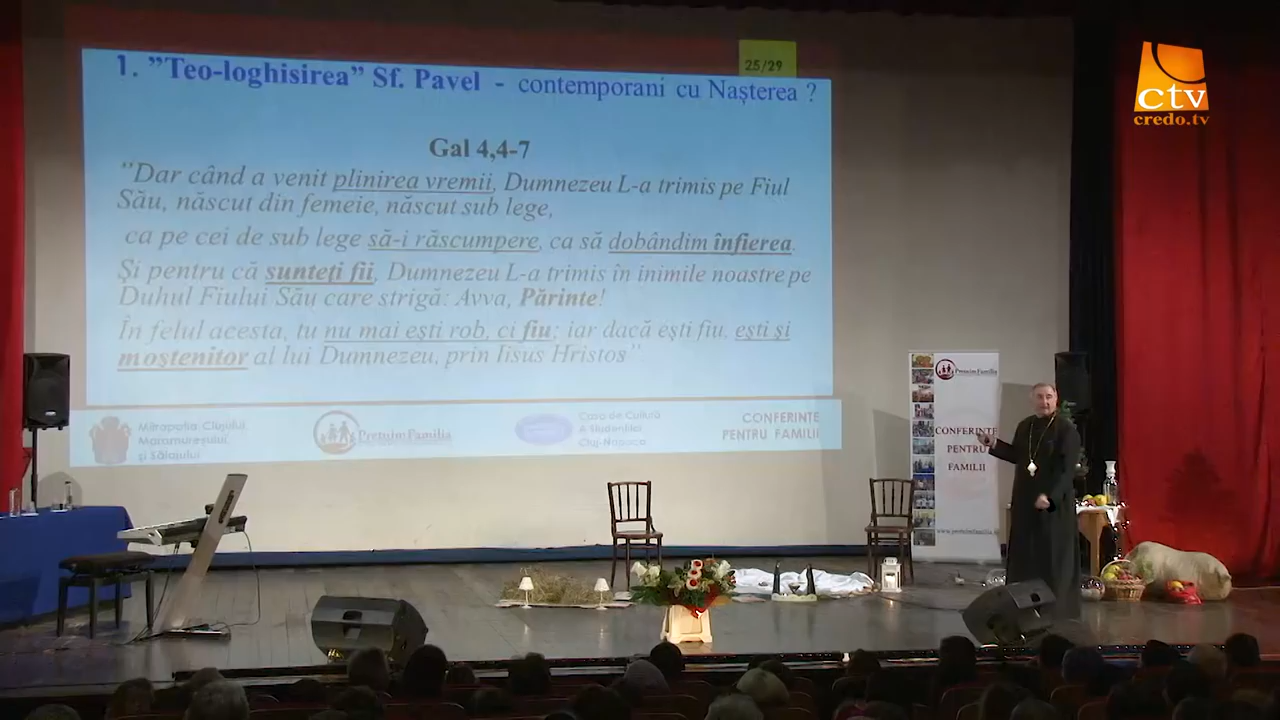 25/29
1. ”Teo-loghisirea” Sf. Pavel - contemporani cu Nașterea ?
Gal 4,4-7
”Dar când a venit plinirea vremii, Dumnezeu L-a trimis pe Fiul
Său, născut din femeie, născut sub lege,
ca pe cei de sub lege să-i răscumpere, ca să dobândim înfierea.
Şi pentru că sunteţi fii, Dumnezeu L-a trimis în inimile noastre pe
Duhul Fiului Său care strigă: Avva, Părinte!
În felul acesta, tu nu mai eşti rob, ci fiu; iar dacă eşti fiu, eşti şi
moştenitor al lui Dumnezeu, prin Iisus Hristos”
Mitropolia Clujului
Maramureşului
şi Sălajului
Preţuim Familia
Casa de Cultură
A Studenţilor
Cluj-Napoca
CONFERINŢE
PENTRU FAMILII
ctv
credo.tv
Preţuim Familia
CONFERINŢE
PENTRU
FAMILII